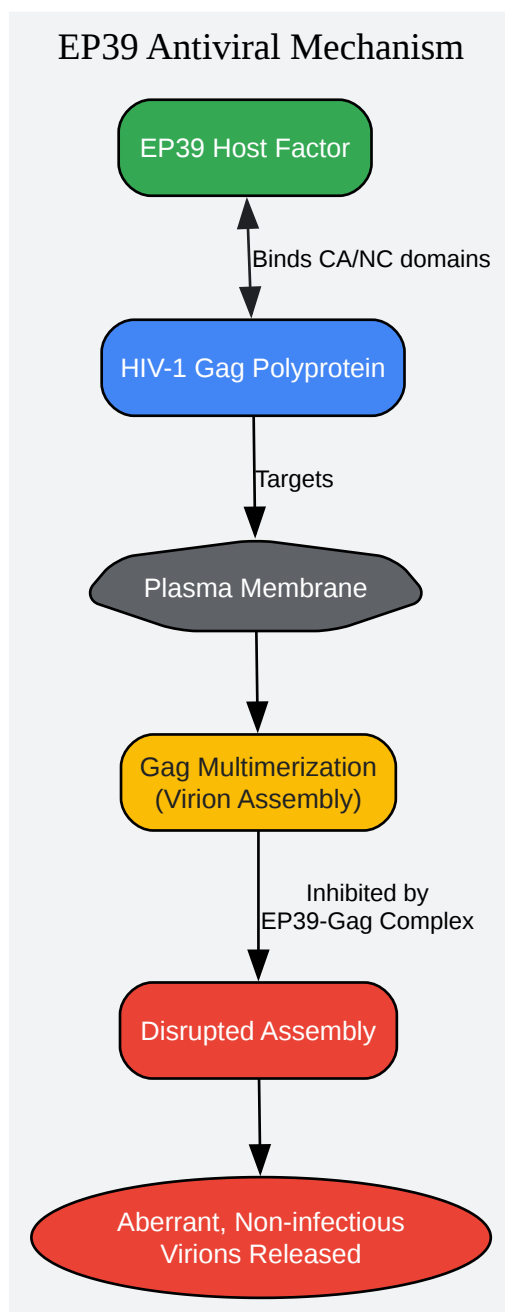 EP39 Antiviral Mechanism
EP39 Host Factor
Binds CA/NC domains
HIV-1 Gag Polyprotein
Targets
Plasma Membrane
Gag Multimerization
(Virion Assembly)
Inhibited by
EP39-Gag Complex
Disrupted Assembly
Aberrant, Non-infectious
Virions Released